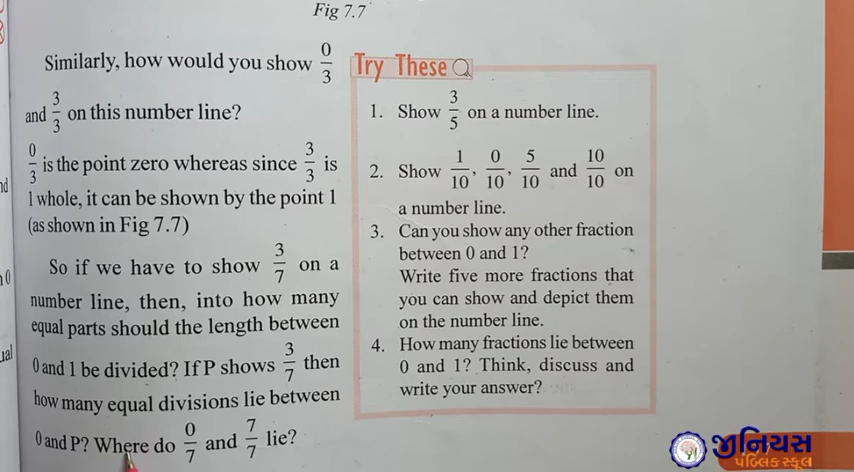 Fig 7.7
Similarly, how would you show 0/3
and 3/3 on this number line?
0/3 is the point zero whereas since 3/3 is
1 whole, it can be shown by the point 1
(as shown in Fig 7.7)
So if we have to show 3/7 on a
number line, then, into how many
equal parts should the length between
0 and 1 be divided? If P shows 3/7 then
how many equal divisions lie between
0 and P? Where do 0/7 and 7/7 lie?
Try These
1. Show 3/5 on a number line.
2. Show 1/10, 0/10, 5/10 and 10/10 on
a number line.
3. Can you show any other fraction
between 0 and 1?
Write five more fractions that
you can show and depict them
on the number line.
4. How many fractions lie between
0 and 1? Think, discuss and
write your answer?
જીનિયસ
પબ્લિક સ્કૂલ